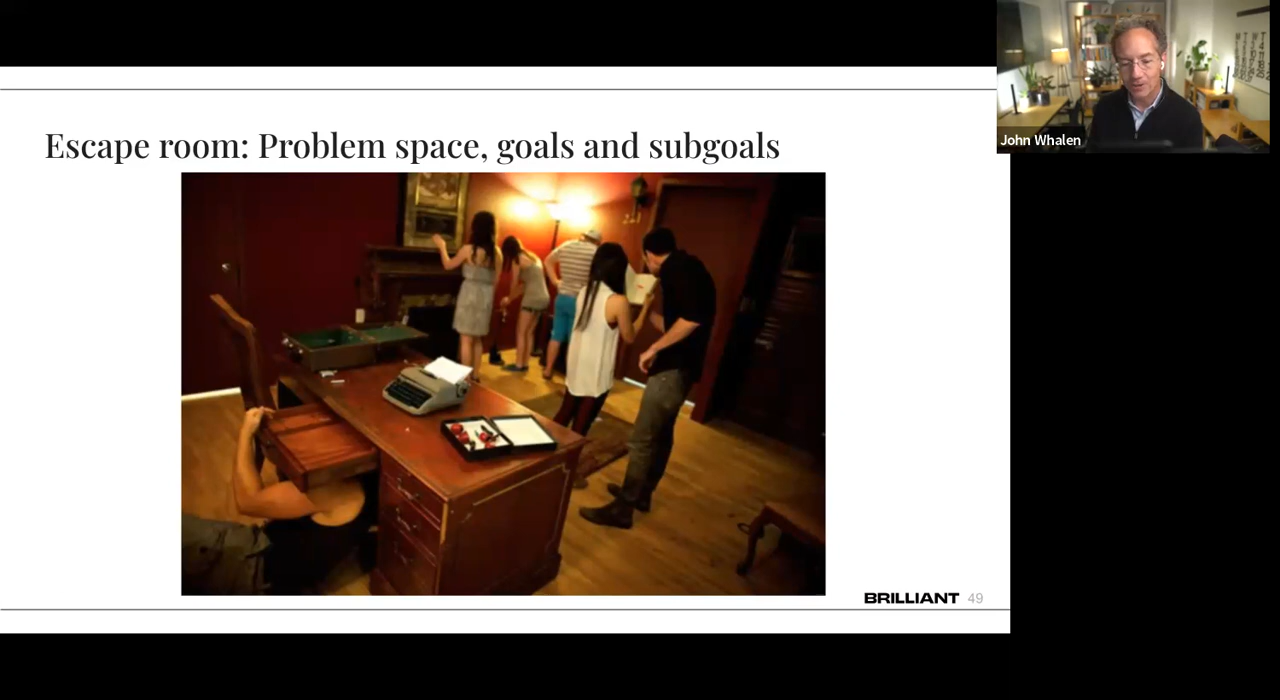 Escape room: Problem space, goals and subgoals
John Whalen
BRILLIANT 49